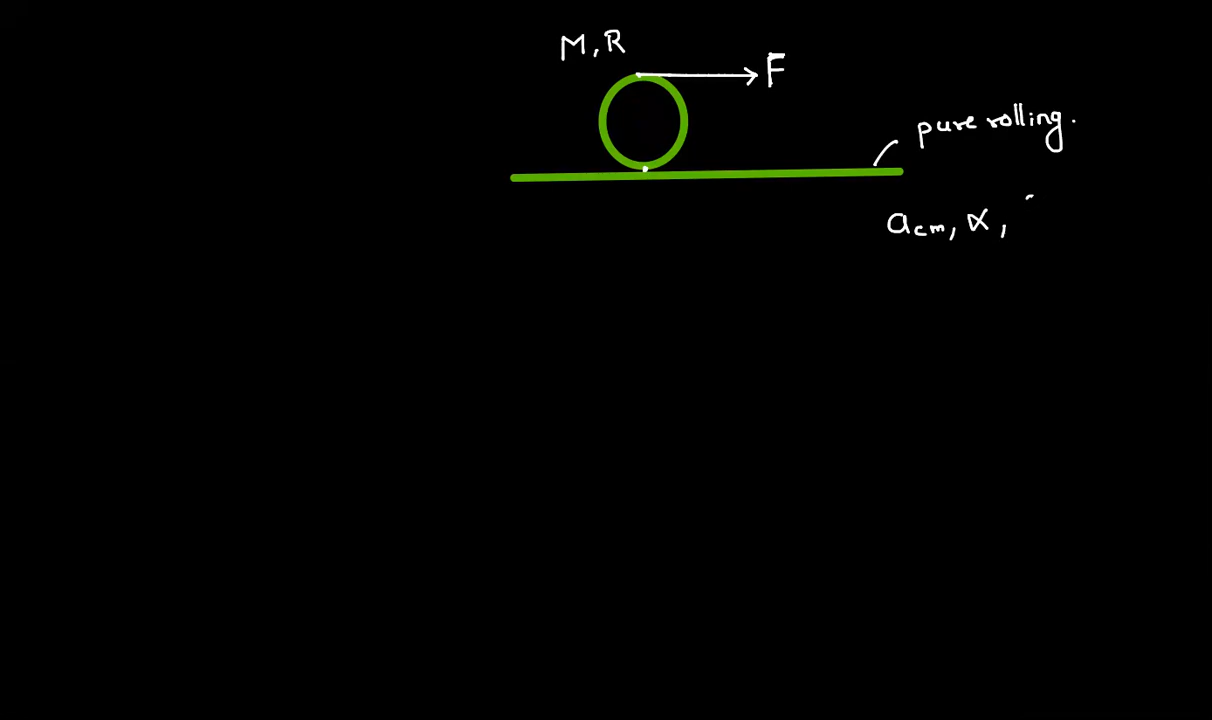 M, R
F
pure rolling.
acm, α,